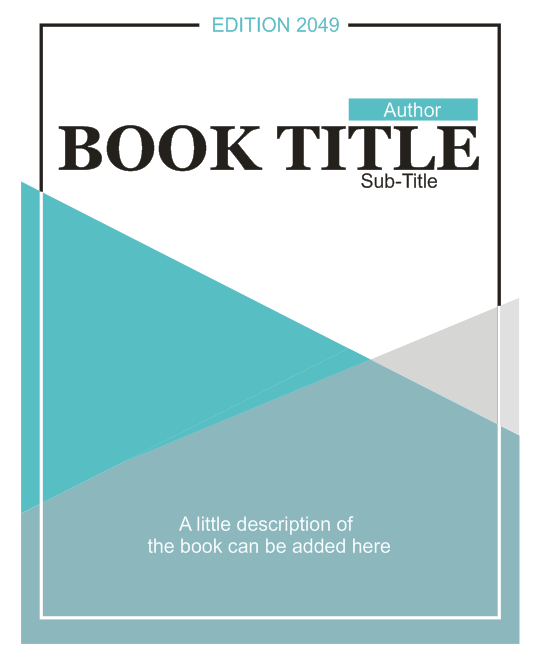 EDITION 2049
Author
BOOK TITLE
Sub-Title
A little description of
the book can be added here